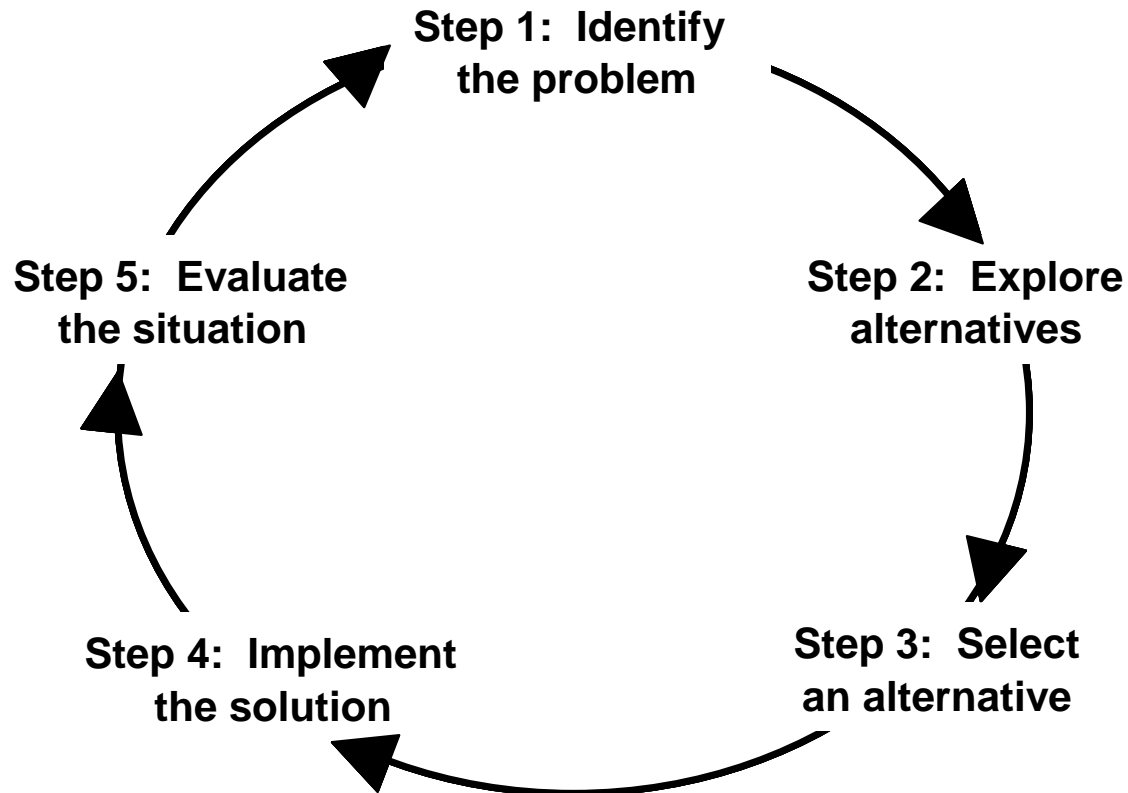 Step 1:  Identify
the problem
Step 2:  Explore
alternatives
Step 3:  Select
an alternative
Step 4:  Implement
the solution
Step 5:  Evaluate
the situation